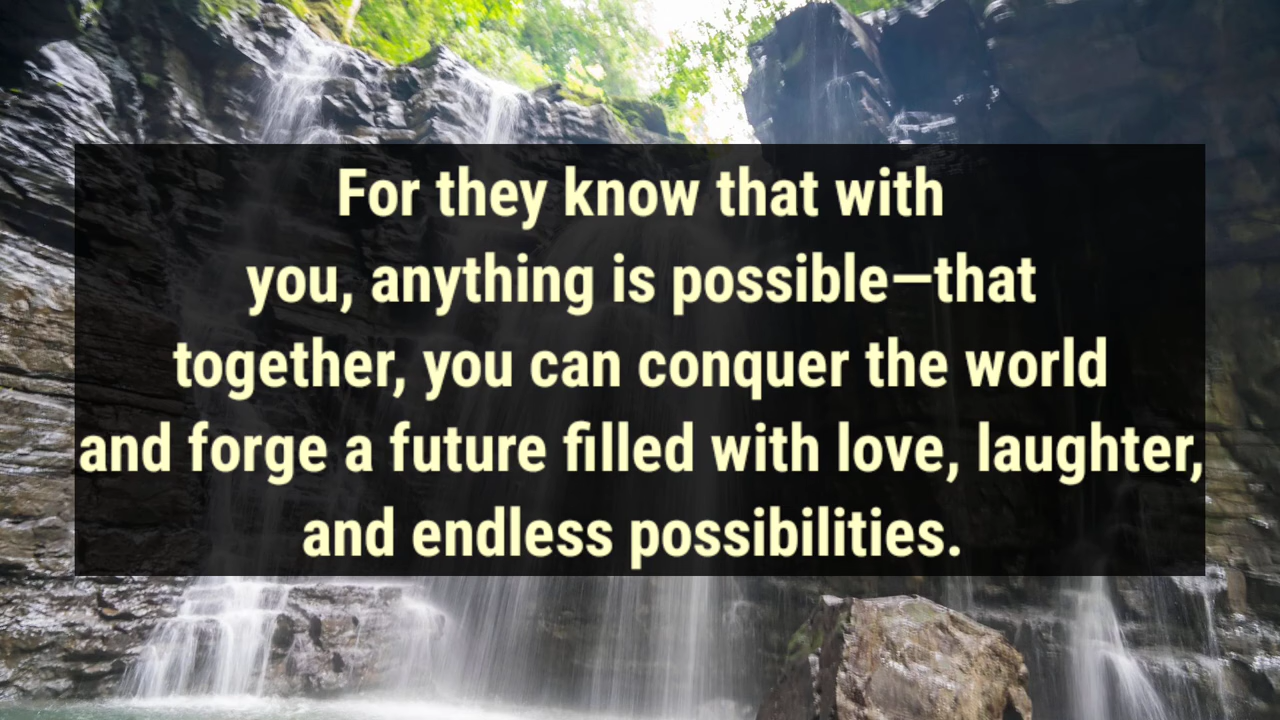 For they know that with
you, anything is possible—that
together, you can conquer the world
and forge a future filled with love, laughter,
and endless possibilities.